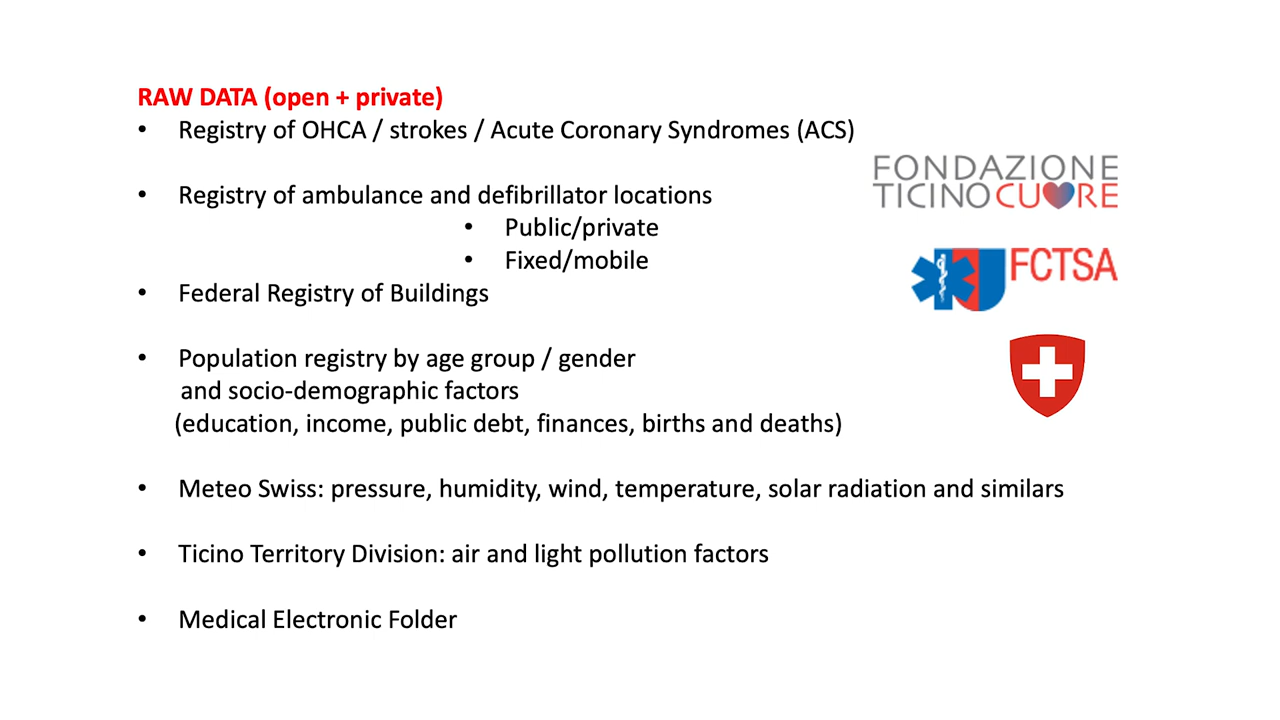 RAW DATA (open + private)
• Registry of OHCA / strokes / Acute Coronary Syndromes (ACS)
FONDAZIONE
TICINOCUORE
• Registry of ambulance and defibrillator locations
• Public/private
• Fixed/mobile
FCTSA
• Federal Registry of Buildings
• Population registry by age group / gender
and socio-demographic factors
(education, income, public debt, finances, births and deaths)
• Meteo Swiss: pressure, humidity, wind, temperature, solar radiation and similars
• Ticino Territory Division: air and light pollution factors
• Medical Electronic Folder